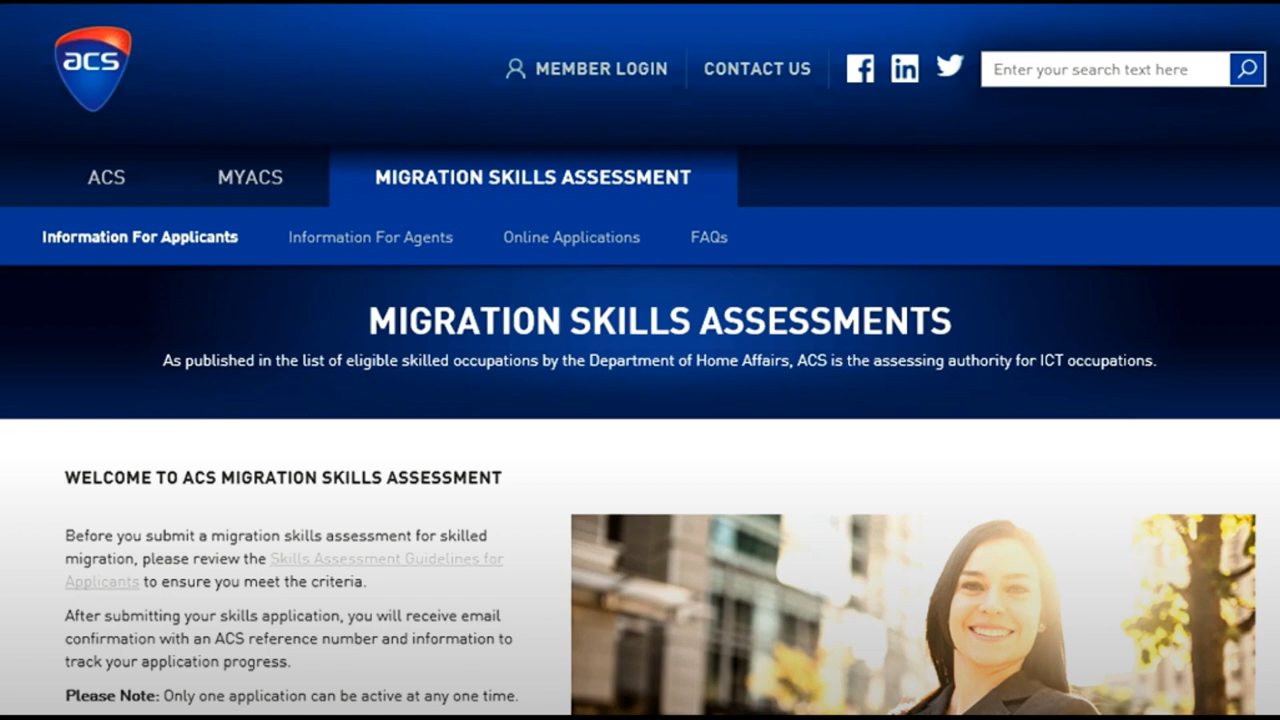 acs
MEMBER LOGIN
CONTACT US
Enter your search text here
ACS
MYACS
MIGRATION SKILLS ASSESSMENT
Information For Applicants
Information For Agents
Online Applications
FAQs
MIGRATION SKILLS ASSESSMENTS
As published in the list of eligible skilled occupations by the Department of Home Affairs, ACS is the assessing authority for ICT occupations.
WELCOME TO ACS MIGRATION SKILLS ASSESSMENT
Before you submit a migration skills assessment for skilled
migration, please review the Skills Assessment Guidelines for
Applicants to ensure you meet the criteria.
After submitting your skills application, you will receive email
confirmation with an ACS reference number and information to
track your application progress.
Please Note: Only one application can be active at any one time.